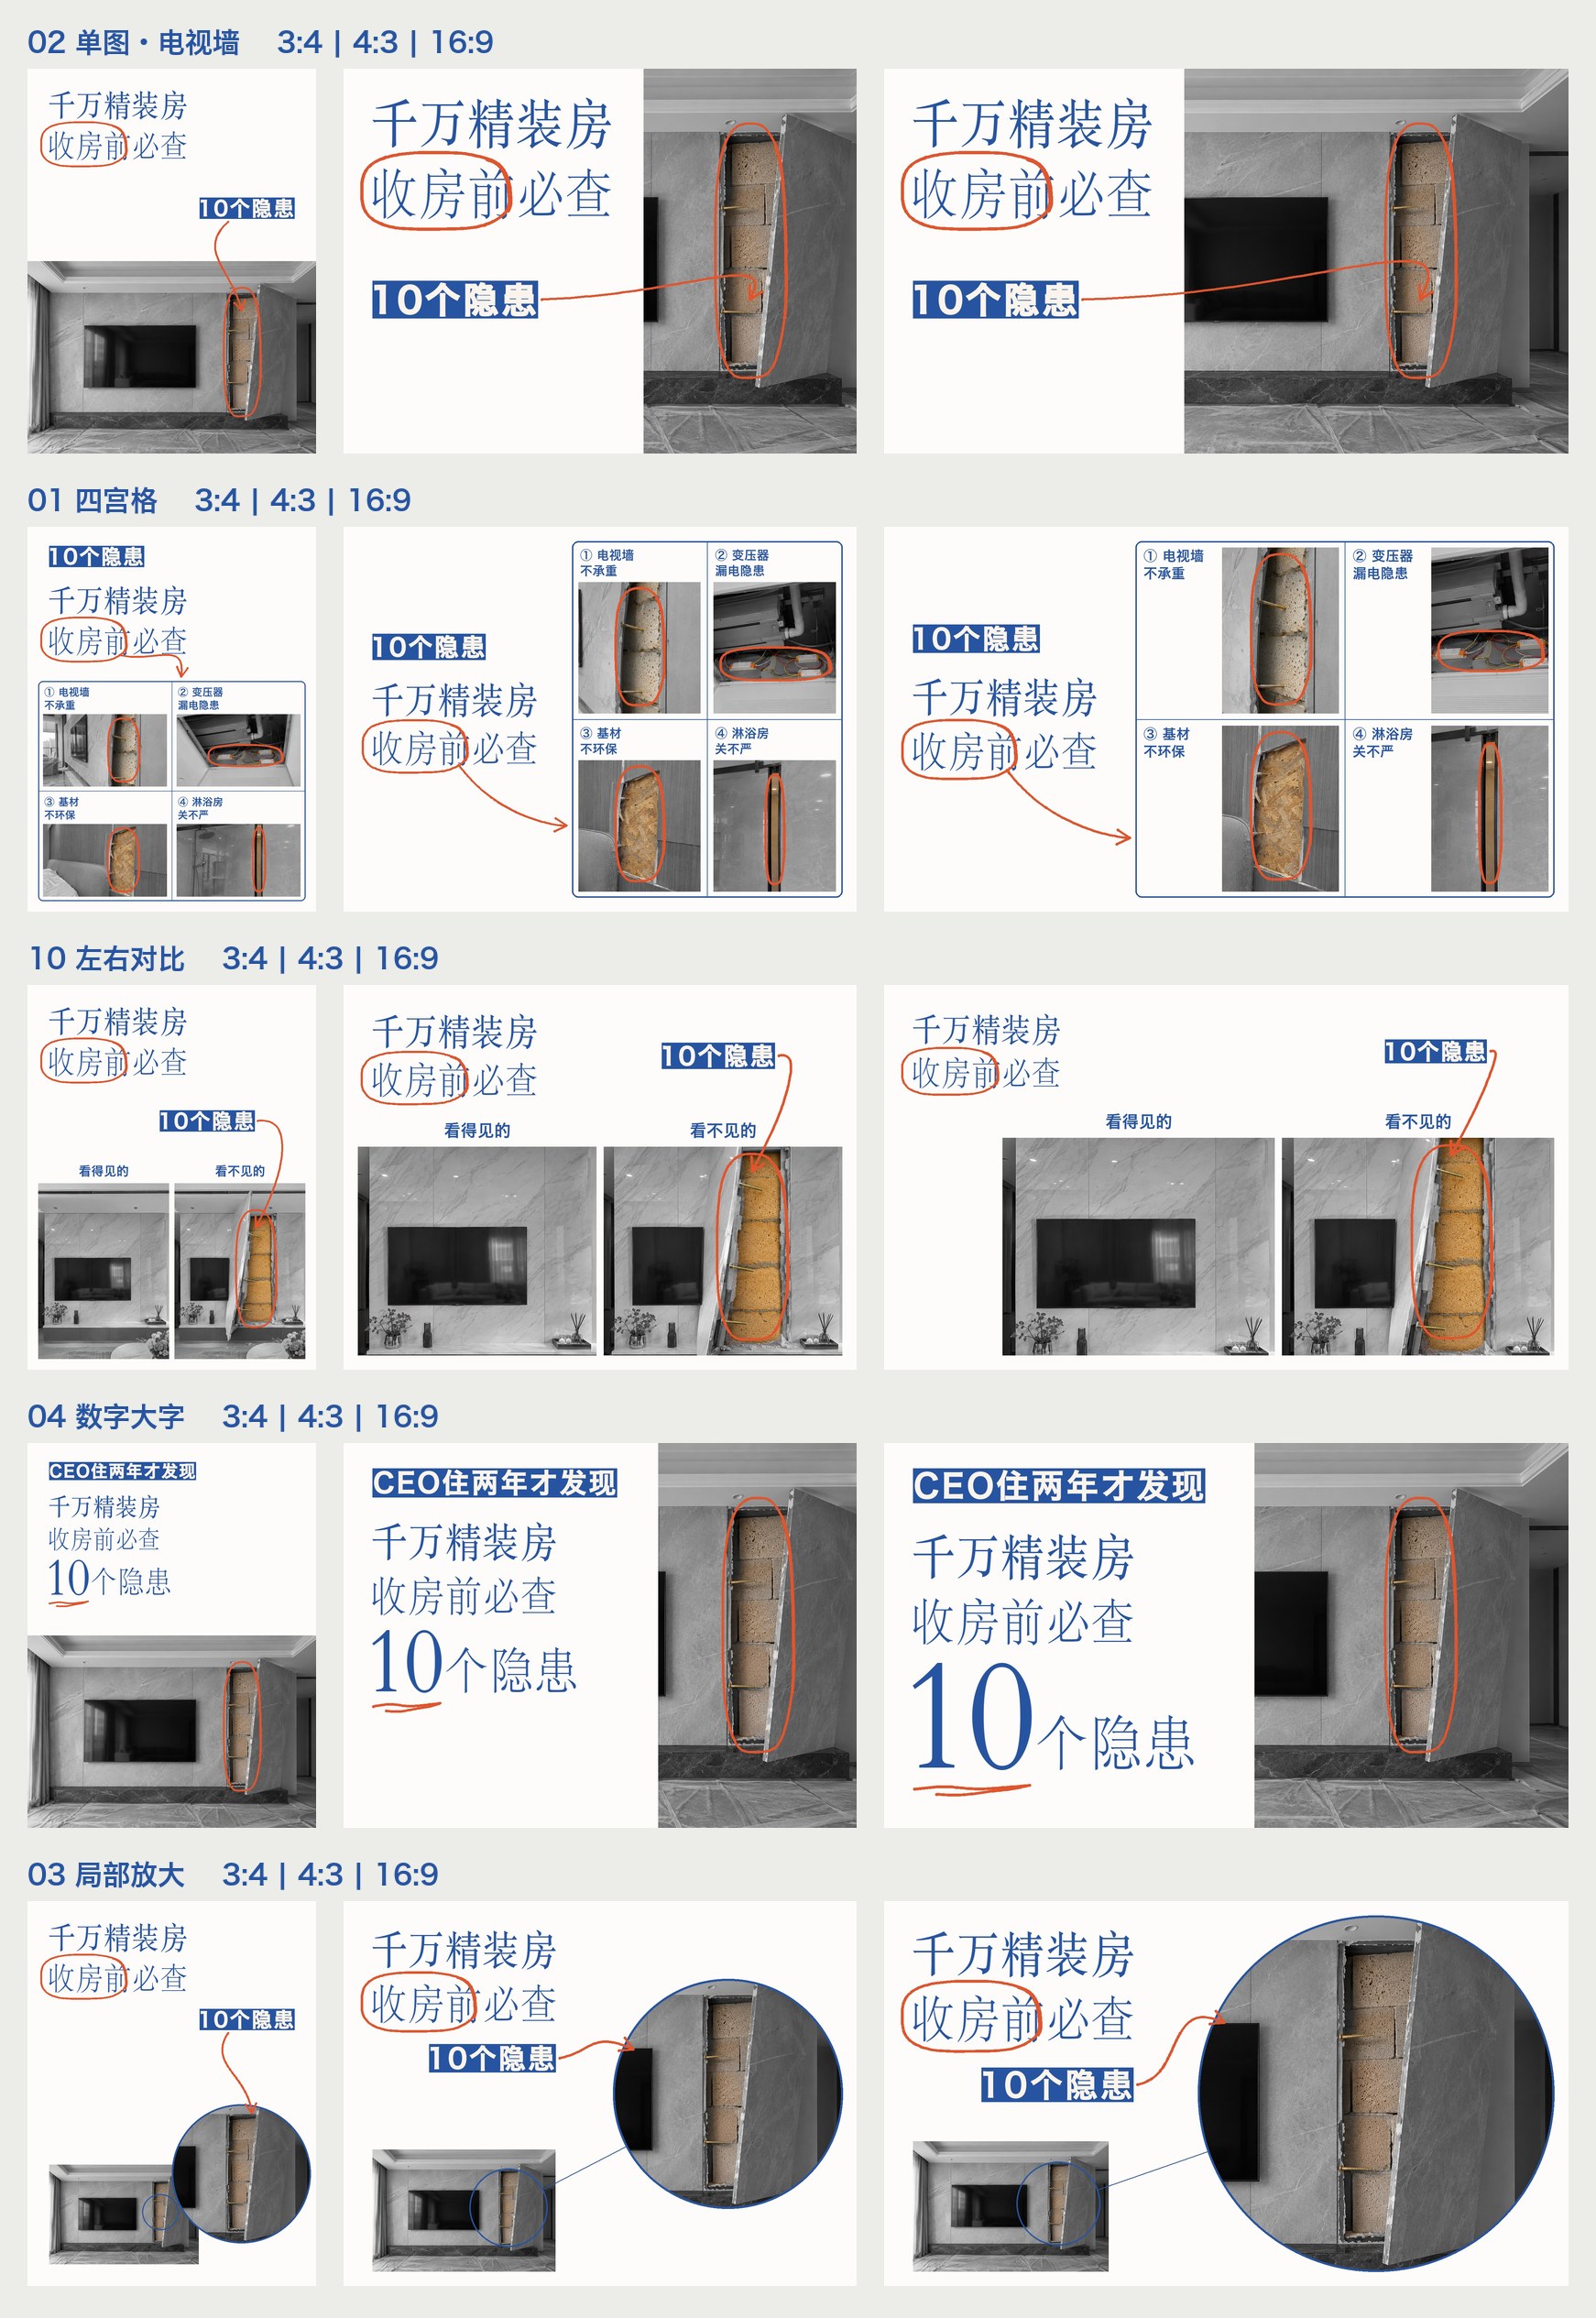 02 单图·电视墙 3:4 | 4:3 | 16:9
千万精装房
收房前必查
10个隐患
千万精装房
收房前必查
10个隐患
千万精装房
收房前必查
10个隐患
01 四宫格 3:4 | 4:3 | 16:9
10个隐患
千万精装房
收房前必查
① 电视墙
不承重
② 变压器
漏电隐患
③ 基材
不环保
④ 淋浴房
关不严
10个隐患
千万精装房
收房前必查
① 电视墙
不承重
② 变压器
漏电隐患
③ 基材
不环保
④ 淋浴房
关不严
10个隐患
千万精装房
收房前必查
① 电视墙
不承重
② 变压器
漏电隐患
③ 基材
不环保
④ 淋浴房
关不严
10 左右对比 3:4 | 4:3 | 16:9
千万精装房
收房前必查
10个隐患
看得见的
看不见的
千万精装房
收房前必查
10个隐患
看得见的
看不见的
千万精装房
收房前必查
10个隐患
看得见的
看不见的
04 数字大字 3:4 | 4:3 | 16:9
CEO住两年才发现
千万精装房
收房前必查
10个隐患
CEO住两年才发现
千万精装房
收房前必查
10个隐患
CEO住两年才发现
千万精装房
收房前必查
10个隐患
03 局部放大 3:4 | 4:3 | 16:9
千万精装房
收房前必查
10个隐患
千万精装房
收房前必查
10个隐患
千万精装房
收房前必查
10个隐患